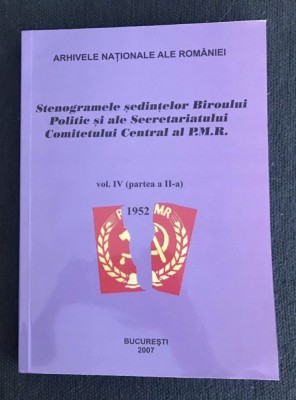 ARHIVELE NAȚIONALE ALE ROMÂNIEI
Stenogramele ședințelor Biroului
Politic și ale Secretariatului
Comitetului Central al P.M.R.
vol. IV (partea a II-a)
1952
BUCUREȘTI
2007